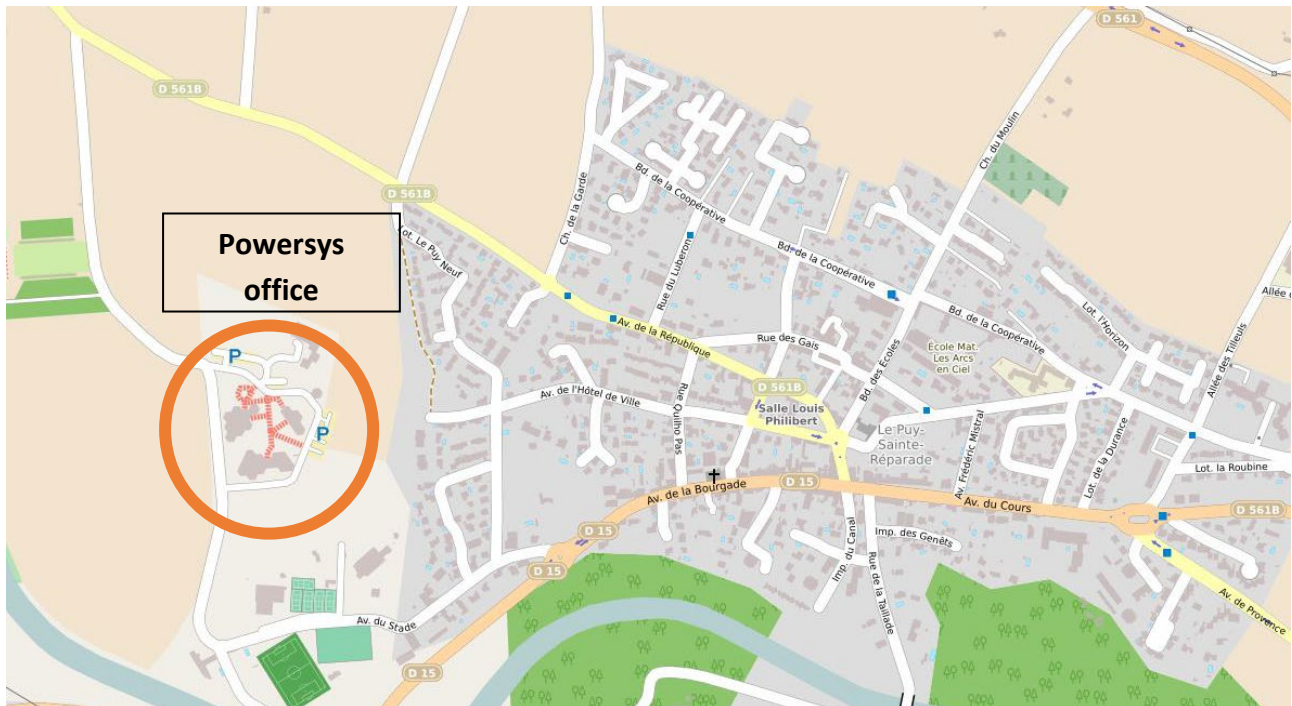 D 561
D 561B
Ch. du Moulin
Bd. de la Coopérative
D 561B
Ch. de la Garde
Powersys
office
Lot. Le Puy Neuf
Rue du Luberon
Bd. de la Coopérative
Allée
Lot. l'Horizon
Bd. de la Coopérative
Av. de la République
Rue des Gais
École Mat.
Les Arcs
en Ciel
Allée des Tilleuls
P
Bd. des Écoles
D 561B
Av. de l'Hôtel de Ville
Rue Quilho Pas
Salle Louis
Philibert
Le-Puy-
Sainte-
Réparade
Av. Frédéric Mistral
Lot. de la Durance
P
Lot. la Roubine
Av. de la Bourgade
D 15
Av. du Cours
D 561B
D 15
Imp. du Canal
Imp. des Genêts
D 15
Rue de la Taillade
Av. de Provence
Av. du Stade
D 15